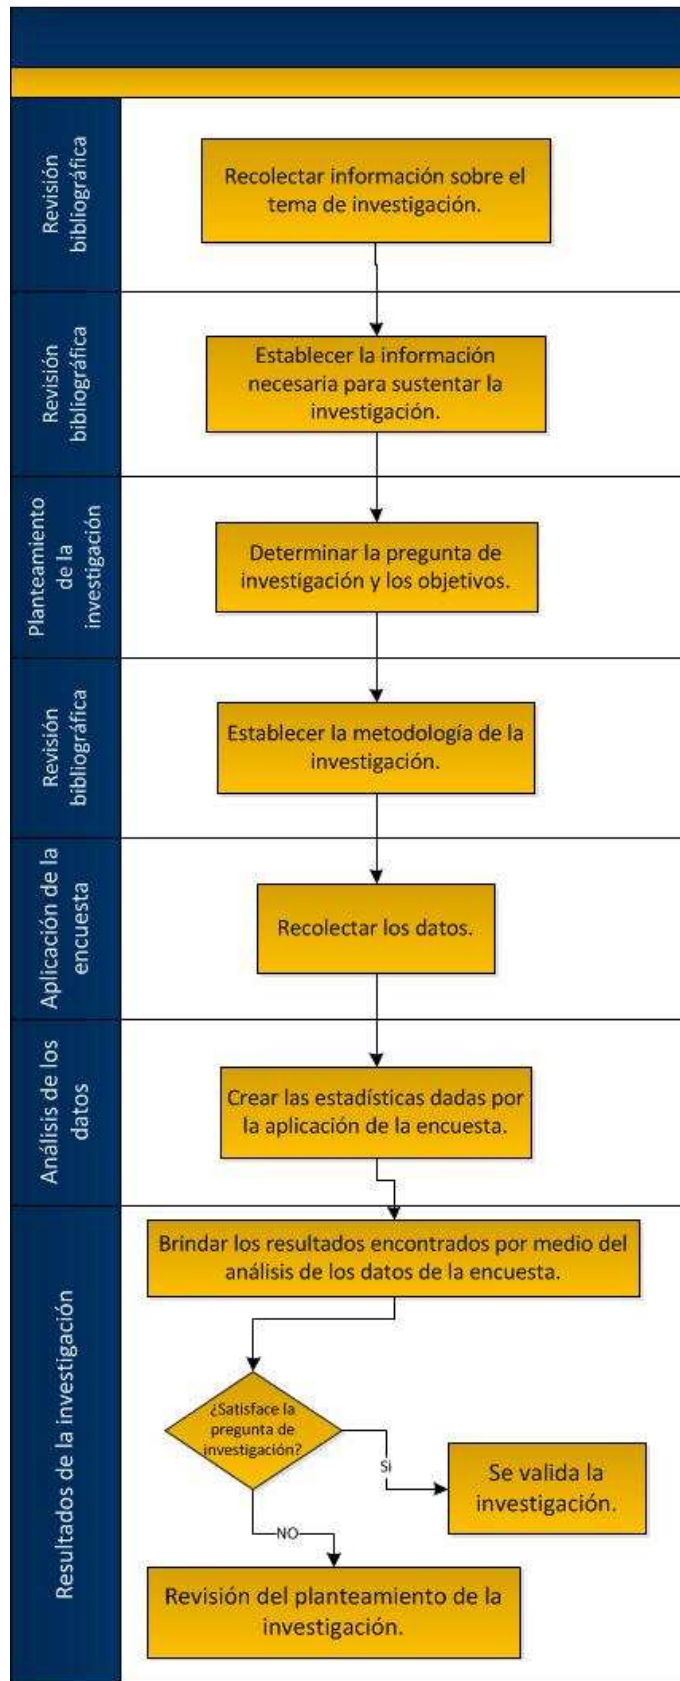 Revisión
bibliográfica
Recolectar información sobre el
tema de investigación.
Revisión
bibliográfica
Establecer la información
necesaria para sustentar la
investigación.
Planteamiento
de la
investigación
Determinar la pregunta de
investigación y los objetivos.
Revisión
bibliográfica
Establecer la metodología de la
investigación.
Aplicación de la
encuesta
Recolectar los datos.
Análisis de los
datos
Crear las estadísticas dadas por
la aplicación de la encuesta.
Resultados de la investigación
Brindar los resultados encontrados por medio del
análisis de los datos de la encuesta.
¿Satisface la
pregunta de
investigación?
Si
Se valida la
investigación.
NO
Revisión del planteamiento de la
investigación.